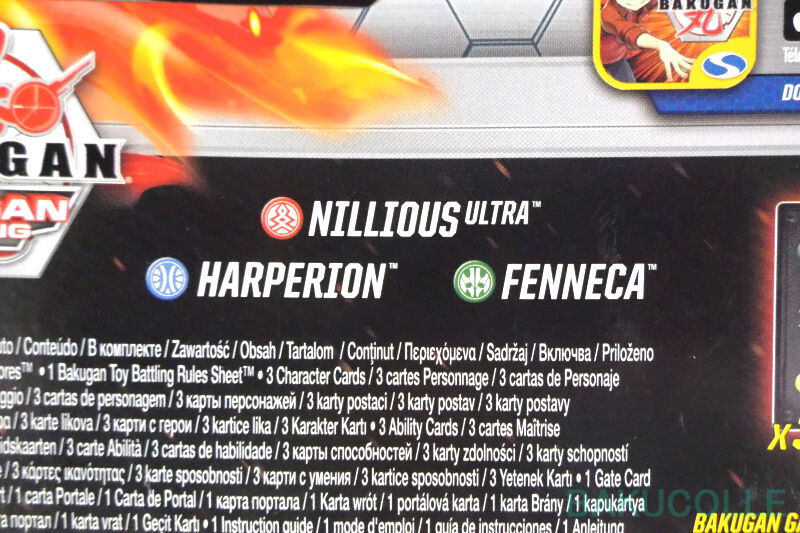 BAKUGAN
DO
GAN
NILLIOUS ULTRA™
HARPERION™
FENNECA™
/ Conteúdo / В комплекте / Zawartość / Obsah / Tartalom / Conținut / Περιεχόμενα / Sadržaj / Включва / Priloženo
• 1 Bakugan Toy Battling Rules Sheet™ • 3 Character Cards / 3 cartes Personnage / 3 cartas de Personaje
/ 3 cartas de personagem / 3 карты персонажей / 3 karty postaci / 3 karty postav / 3 karty postavy
/ 3 karte likova / 3 карти с герои / 3 kartice lika / 3 Karakter Kartı • 3 Ability Cards / 3 cartes Maîtrise
/ 3 carte Abilità / 3 cartas de habilidade / 3 карты способностей / 3 karty zdolności / 3 karty schopností
/ 3 κάρτες ικανότητας / 3 karte sposobnosti / 3 карти с умения / 3 kartice sposobnosti / 3 Yetenek Kartı • 1 Gate Card
/ 1 carta Portale / 1 Carta de Portal / 1 карта портала / 1 Karta wrót / 1 portálová karta / 1 karta Brány / 1 kapukártya
портал / 1 karta vrat / 1 Geçit Kartı • 1 Instruction guide / 1 mode d'emploi / 1 guía de instrucciones / 1 Anleitung
BAKUCOLLE
BAKUGAN GA